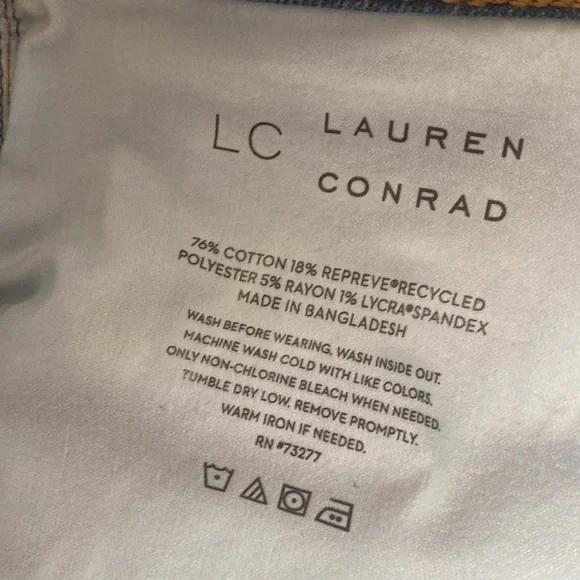 LC LAUREN
CONRAD
76% COTTON 18% REPREVE®RECYCLED
POLYESTER 5% RAYON 1% LYCRA®SPANDEX
MADE IN BANGLADESH
WASH BEFORE WEARING. WASH INSIDE OUT.
MACHINE WASH COLD WITH LIKE COLORS.
ONLY NON-CHLORINE BLEACH WHEN NEEDED.
TUMBLE DRY LOW. REMOVE PROMPTLY.
WARM IRON IF NEEDED.
RN #73277